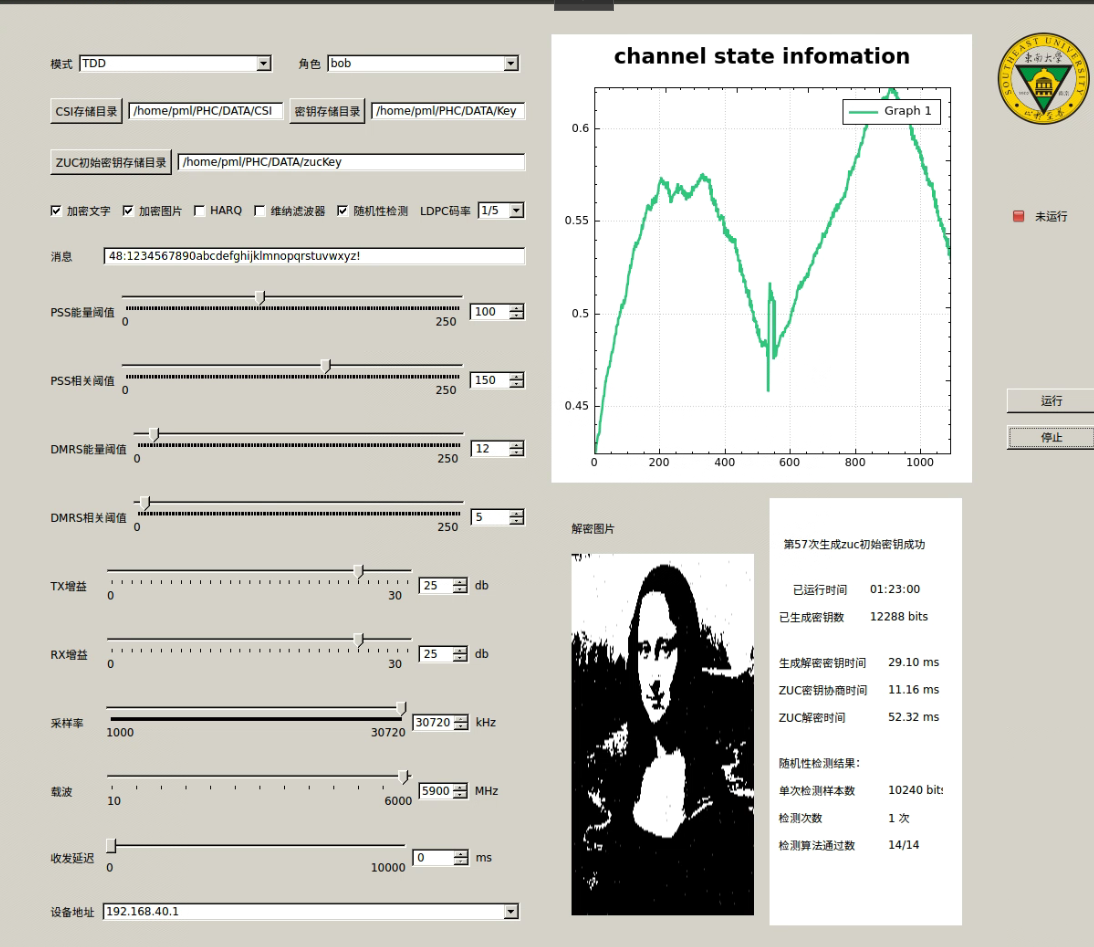 模式 TDD 角色 bob
CSI存储目录 /home/pml/PHC/DATA/CSI 密钥存储目录 /home/pml/PHC/DATA/Key
ZUC初始密钥存储目录 /home/pml/PHC/DATA/zucKey
加密文字 加密图片 HARQ 维纳滤波器 随机性检测 LDPC码率 1/5
消息 48:1234567890abcdefghijklmnopqrstuvwxyz!
PSS能量阈值 100
0 250
PSS相关阈值 150
0 250
DMRS能量阈值 12
0 250
DMRS相关阈值 5
0 250
TX增益 25 db
0 30
RX增益 25 db
0 30
采样率 30720 kHz
1000 30720
载波 5900 MHz
10 6000
收发延迟 0 ms
0 10000
设备地址 192.168.40.1
channel state infomation
Graph 1
0.6
0.55
0.5
0.45
0 200 400 600 800 1000
解密图片
第57次生成zuc初始密钥成功
已运行时间 01:23:00
已生成密钥数 12288 bits
生成解密密钥时间 29.10 ms
ZUC密钥协商时间 11.16 ms
ZUC解密时间 52.32 ms
随机性检测结果:
单次检测样本数 10240 bits
检测次数 1 次
检测算法通过数 14/14
SOUTHEAST UNIVERSITY
东南大学
未运行
运行
停止